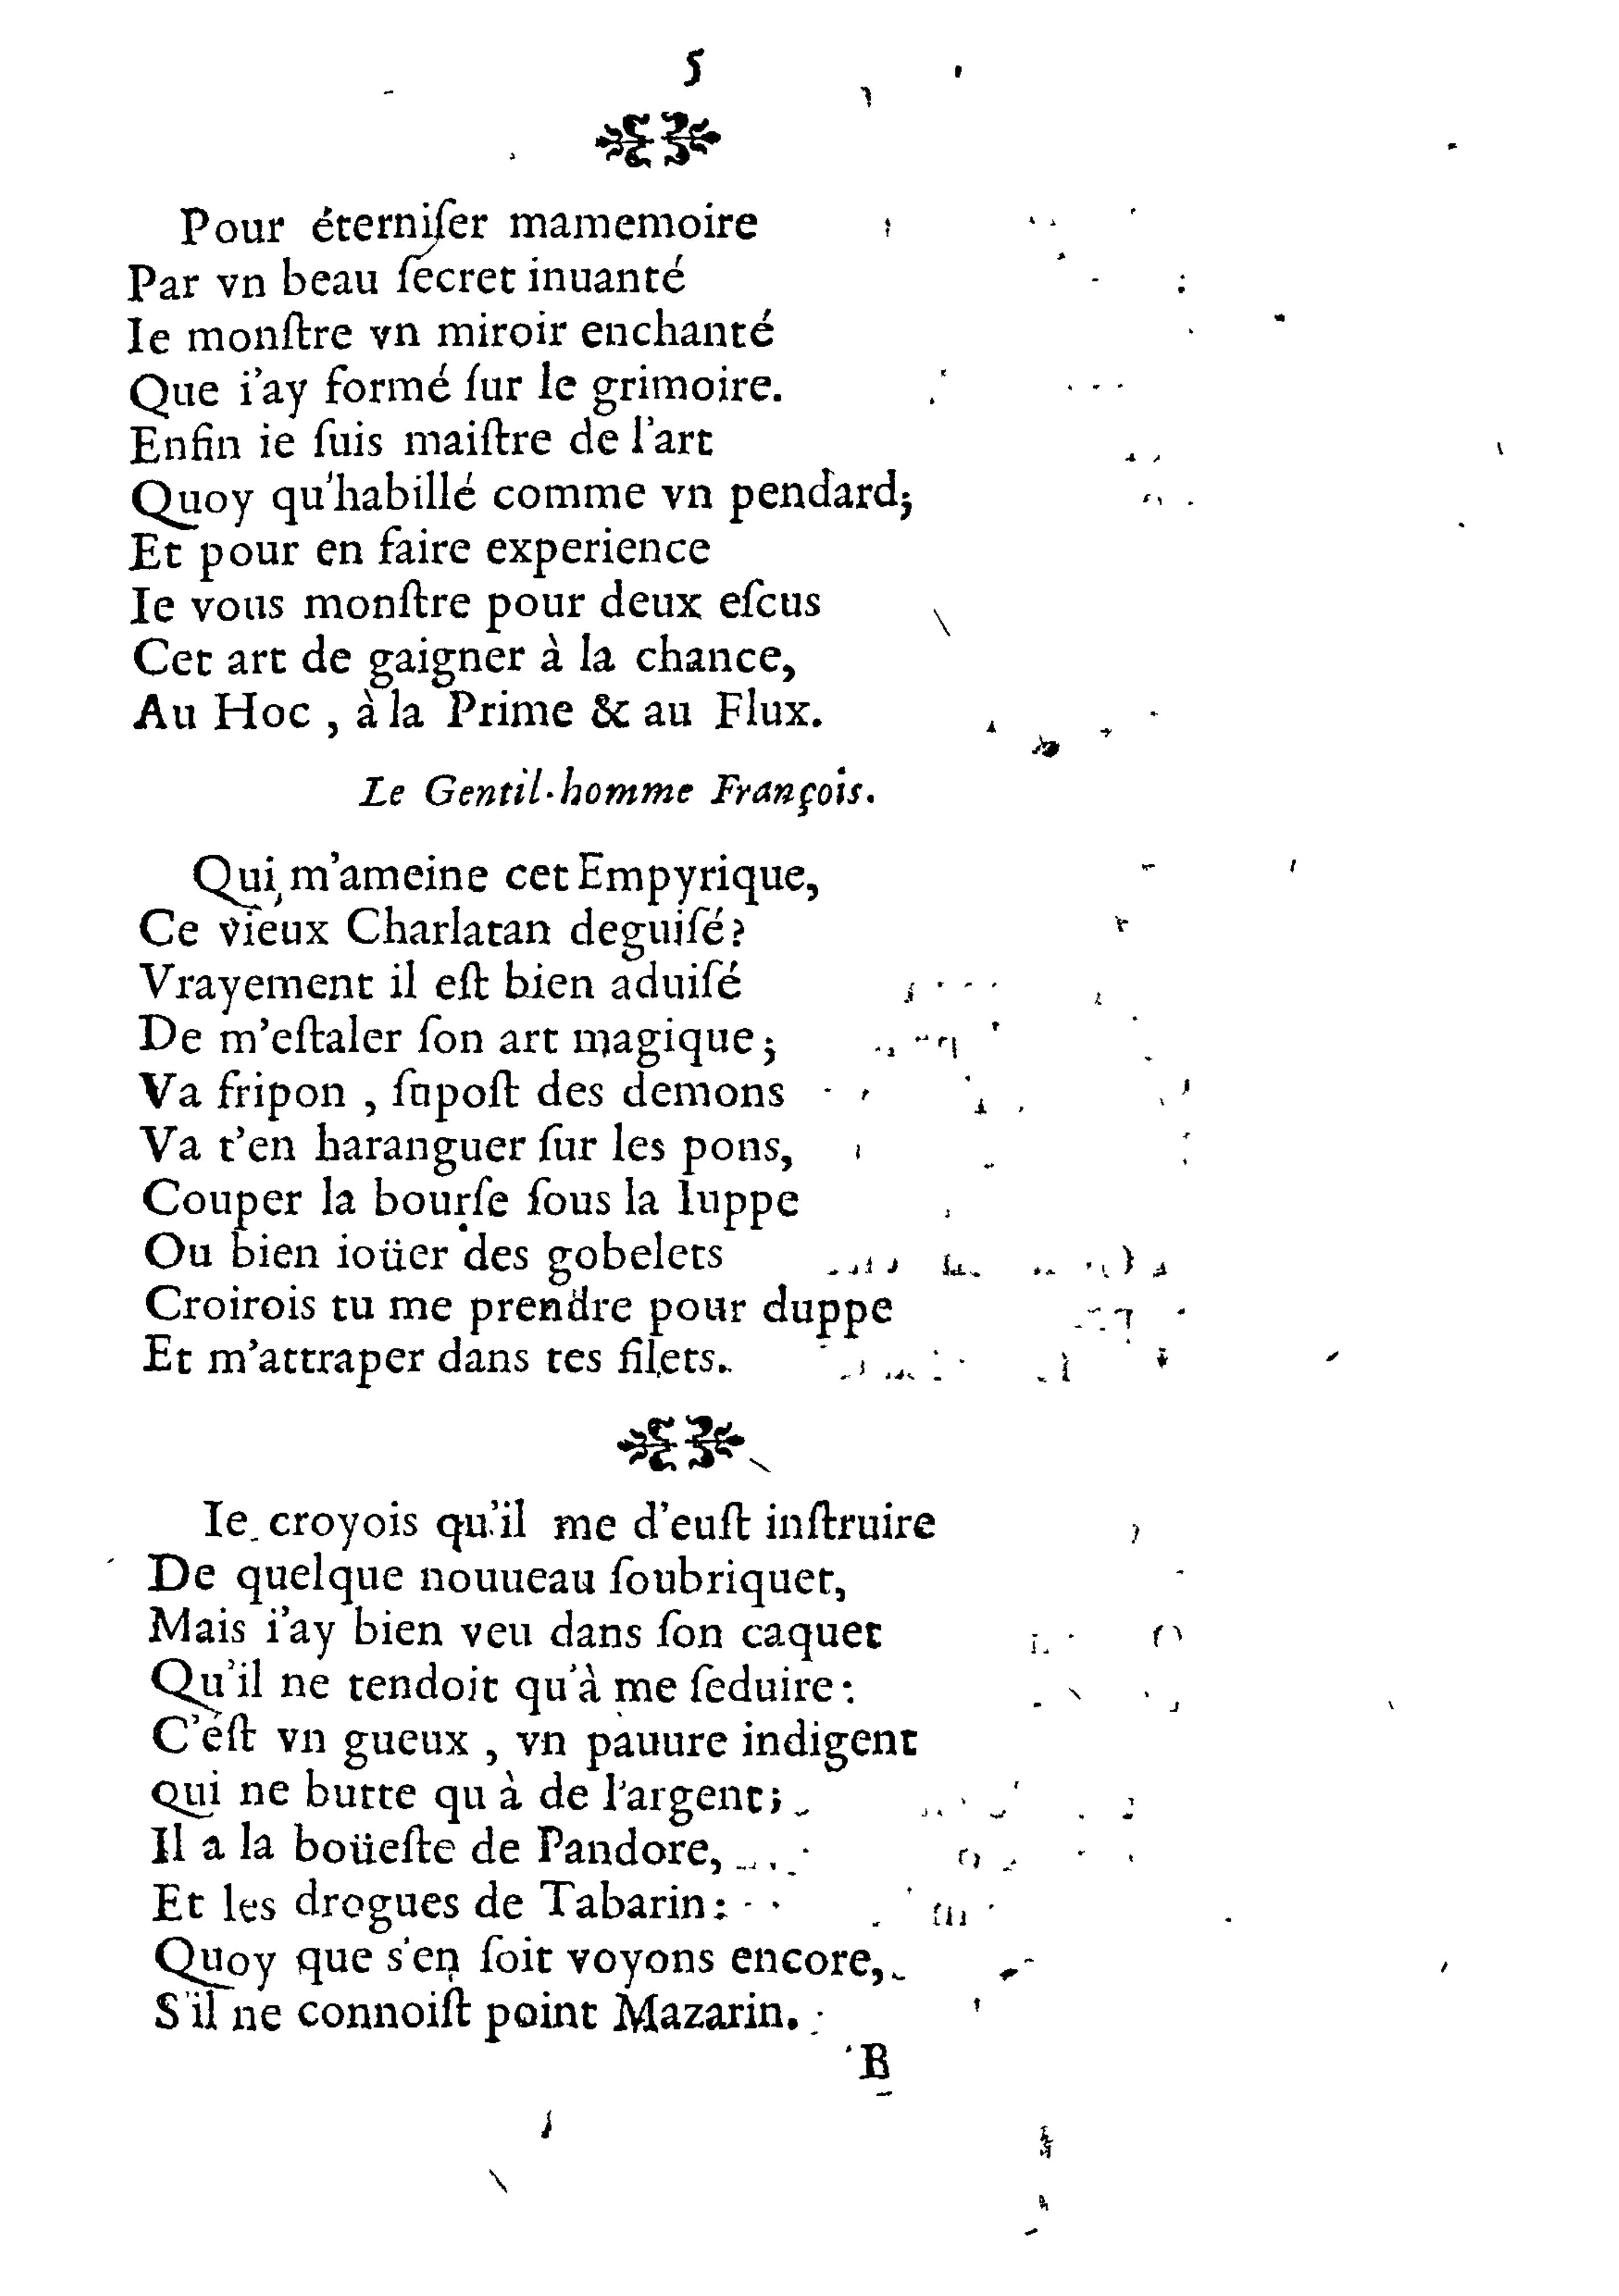 5
Pour éterniſer mamemoire
Par vn beau ſecret inuanté
Ie monſtre vn miroir enchanté
Que i'ay formé ſur le grimoire.
Enfin ie ſuis maiſtre de l'art
Quoy qu'habillé comme vn pendard;
Et pour en faire experience
Ie vous monſtre pour deux eſcus
Cet art de gaigner à la chance,
Au Hoc , à la Prime & au Flux.
Le Gentil-homme François.
Qui m'ameine cet Empyrique,
Ce vieux Charlatan deguiſé?
Vrayement il eſt bien aduiſé
De m'eſtaler ſon art magique;
Va fripon , ſupoſt des demons
Va t'en haranguer ſur les pons,
Couper la bourſe ſous la Iuppe
Ou bien ioüer des gobelets
Croirois tu me prendre pour duppe
Et m'attraper dans tes filets.
Ie croyois qu'il me d'euſt inſtruire
De quelque nouueau ſoubriquet,
Mais i'ay bien veu dans ſon caquet
Qu'il ne tendoit qu'à me ſeduire:
C'éſt vn gueux , vn pauure indigent
qui ne butte qu à de l'argent;
Il a la boüeſte de Pandore,
Et les drogues de Tabarin:
Quoy que s'en ſoit voyons encore,
S'il ne connoiſt point Mazarin.
B